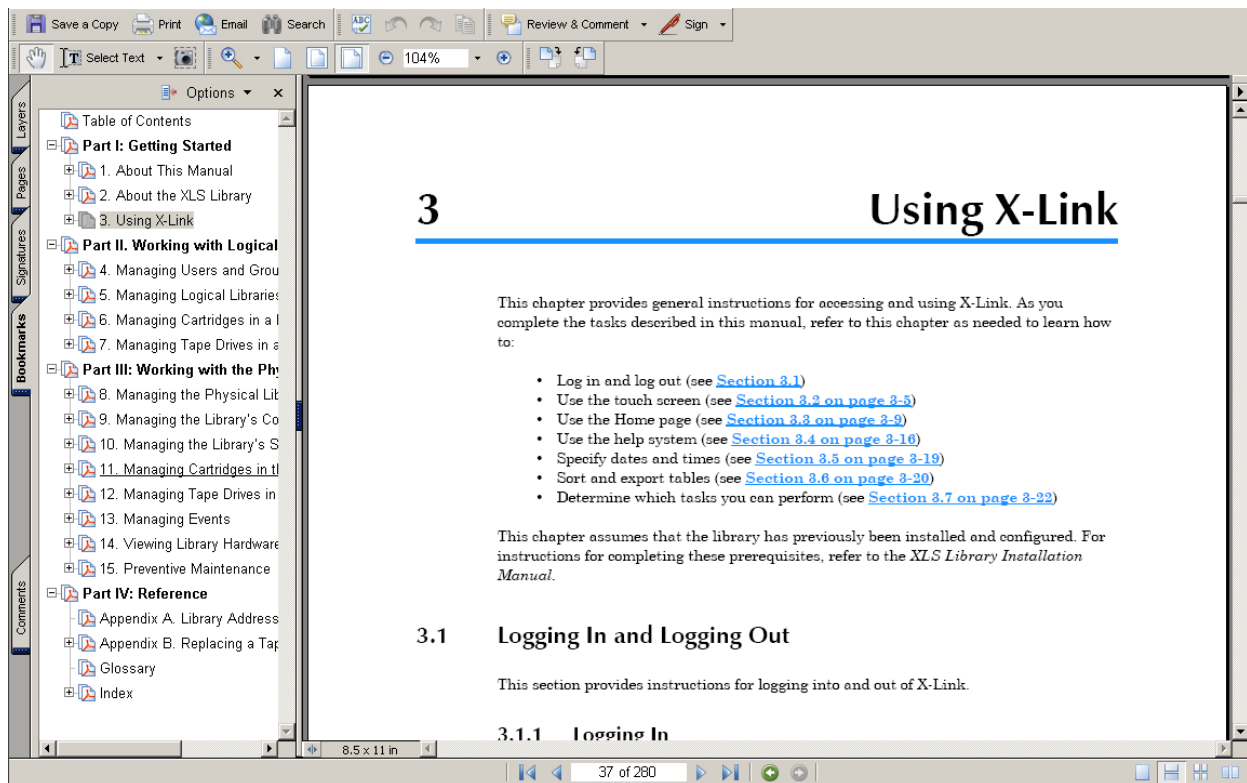 Save a Copy Print Email Search Review & Comment Sign
Select Text 104%
Options
Layers
Pages
Signatures
Bookmarks
Comments
Table of Contents
Part I: Getting Started
1. About This Manual
2. About the XLS Library
3. Using X-Link
Part II. Working with Logical
4. Managing Users and Grou
5. Managing Logical Libraries
6. Managing Cartridges in a l
7. Managing Tape Drives in a
Part III: Working with the Phy
8. Managing the Physical Lib
9. Managing the Library's Co
10. Managing the Library's S
11. Managing Cartridges in th
12. Managing Tape Drives in
13. Managing Events
14. Viewing Library Hardware
15. Preventive Maintenance
Part IV: Reference
Appendix A. Library Address
Appendix B. Replacing a Tap
Glossary
Index
3 Using X-Link
This chapter provides general instructions for accessing and using X-Link. As you
complete the tasks described in this manual, refer to this chapter as needed to learn how
to:
• Log in and log out (see Section 3.1)
• Use the touch screen (see Section 3.2 on page 3-5)
• Use the Home page (see Section 3.3 on page 3-9)
• Use the help system (see Section 3.4 on page 3-16)
• Specify dates and times (see Section 3.5 on page 3-19)
• Sort and export tables (see Section 3.6 on page 3-20)
• Determine which tasks you can perform (see Section 3.7 on page 3-22)
This chapter assumes that the library has previously been installed and configured. For
instructions for completing these prerequisites, refer to the XLS Library Installation
Manual.
3.1 Logging In and Logging Out
This section provides instructions for logging into and out of X-Link.
3.1.1 Logging In
8.5 x 11 in
37 of 280